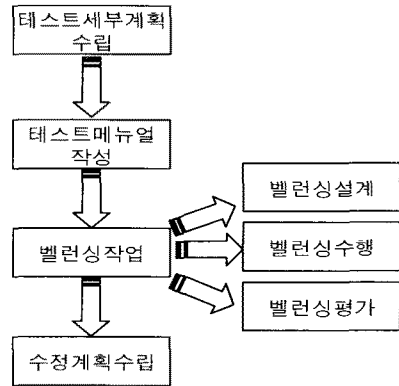 테스트세부계획
수립
테스트메뉴얼
작성
벨런싱작업
수정계획수립
벨런싱설계
벨런싱수행
벨런싱평가